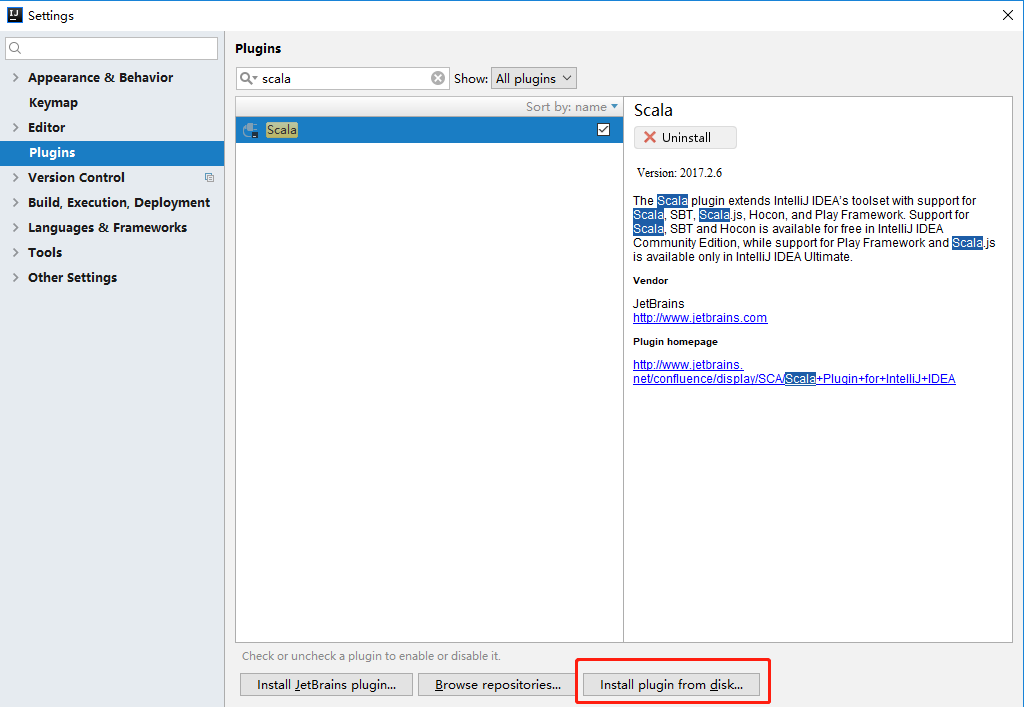 Settings
Appearance & Behavior
Keymap
Editor
Plugins
Version Control
Build, Execution, Deployment
Languages & Frameworks
Tools
Other Settings
Plugins
scala
Show: All plugins
Sort by: name
Scala
Scala
Uninstall
Version: 2017.2.6
The Scala plugin extends IntelliJ IDEA's toolset with support for
Scala, SBT, Scala.js, Hocon, and Play Framework. Support for
Scala, SBT and Hocon is available for free in IntelliJ IDEA
Community Edition, while support for Play Framework and Scala.js
is available only in IntelliJ IDEA Ultimate.
Vendor
JetBrains
http://www.jetbrains.com
Plugin homepage
http://www.jetbrains.
net/confluence/display/SCA/Scala+Plugin+for+IntelliJ+IDEA
Check or uncheck a plugin to enable or disable it.
Install JetBrains plugin...
Browse repositories...
Install plugin from disk...